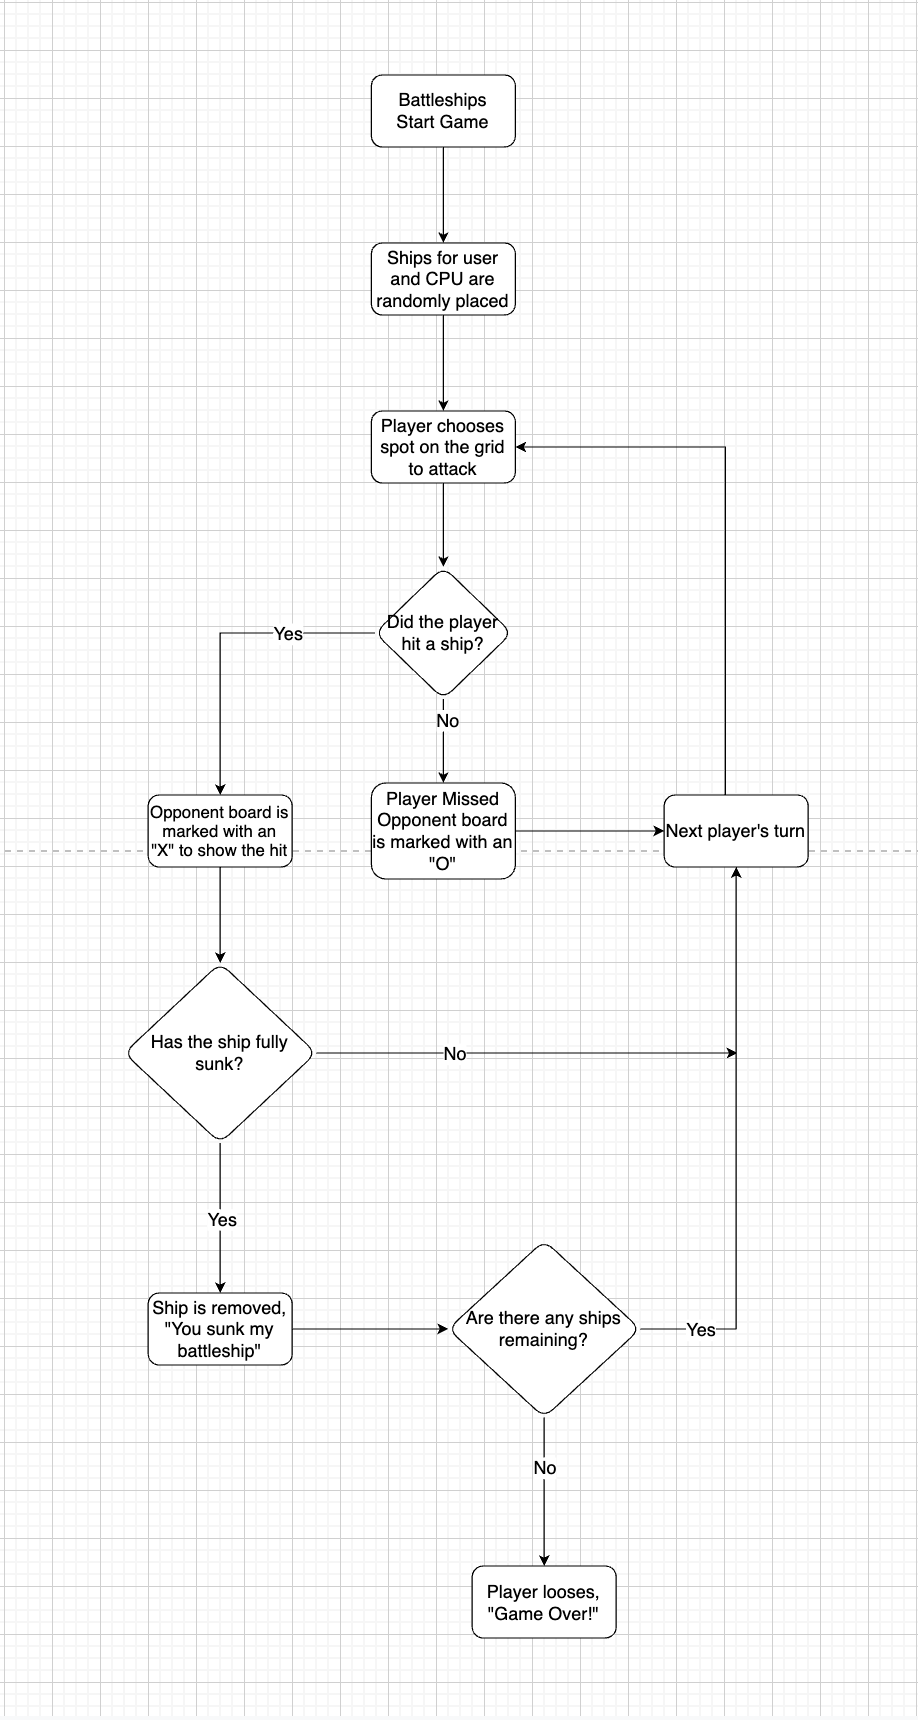 Battleships
Start Game
Ships for user
and CPU are
randomly placed
Player chooses
spot on the grid
to attack
Did the player
hit a ship?
Yes
No
Opponent board is
marked with an
"X" to show the hit
Player Missed
Opponent board
is marked with an
"O"
Next player's turn
Has the ship fully
sunk?
No
Yes
Ship is removed,
"You sunk my
battleship"
Are there any ships
remaining?
Yes
No
Player looses,
"Game Over!"